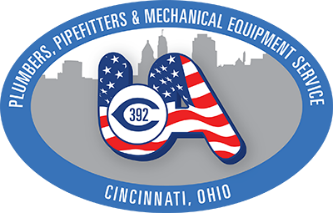 PLUMBERS, PIPEFITTERS & MECHANICAL EQUIPMENT SERVICE
UA
392
CINCINNATI, OHIO